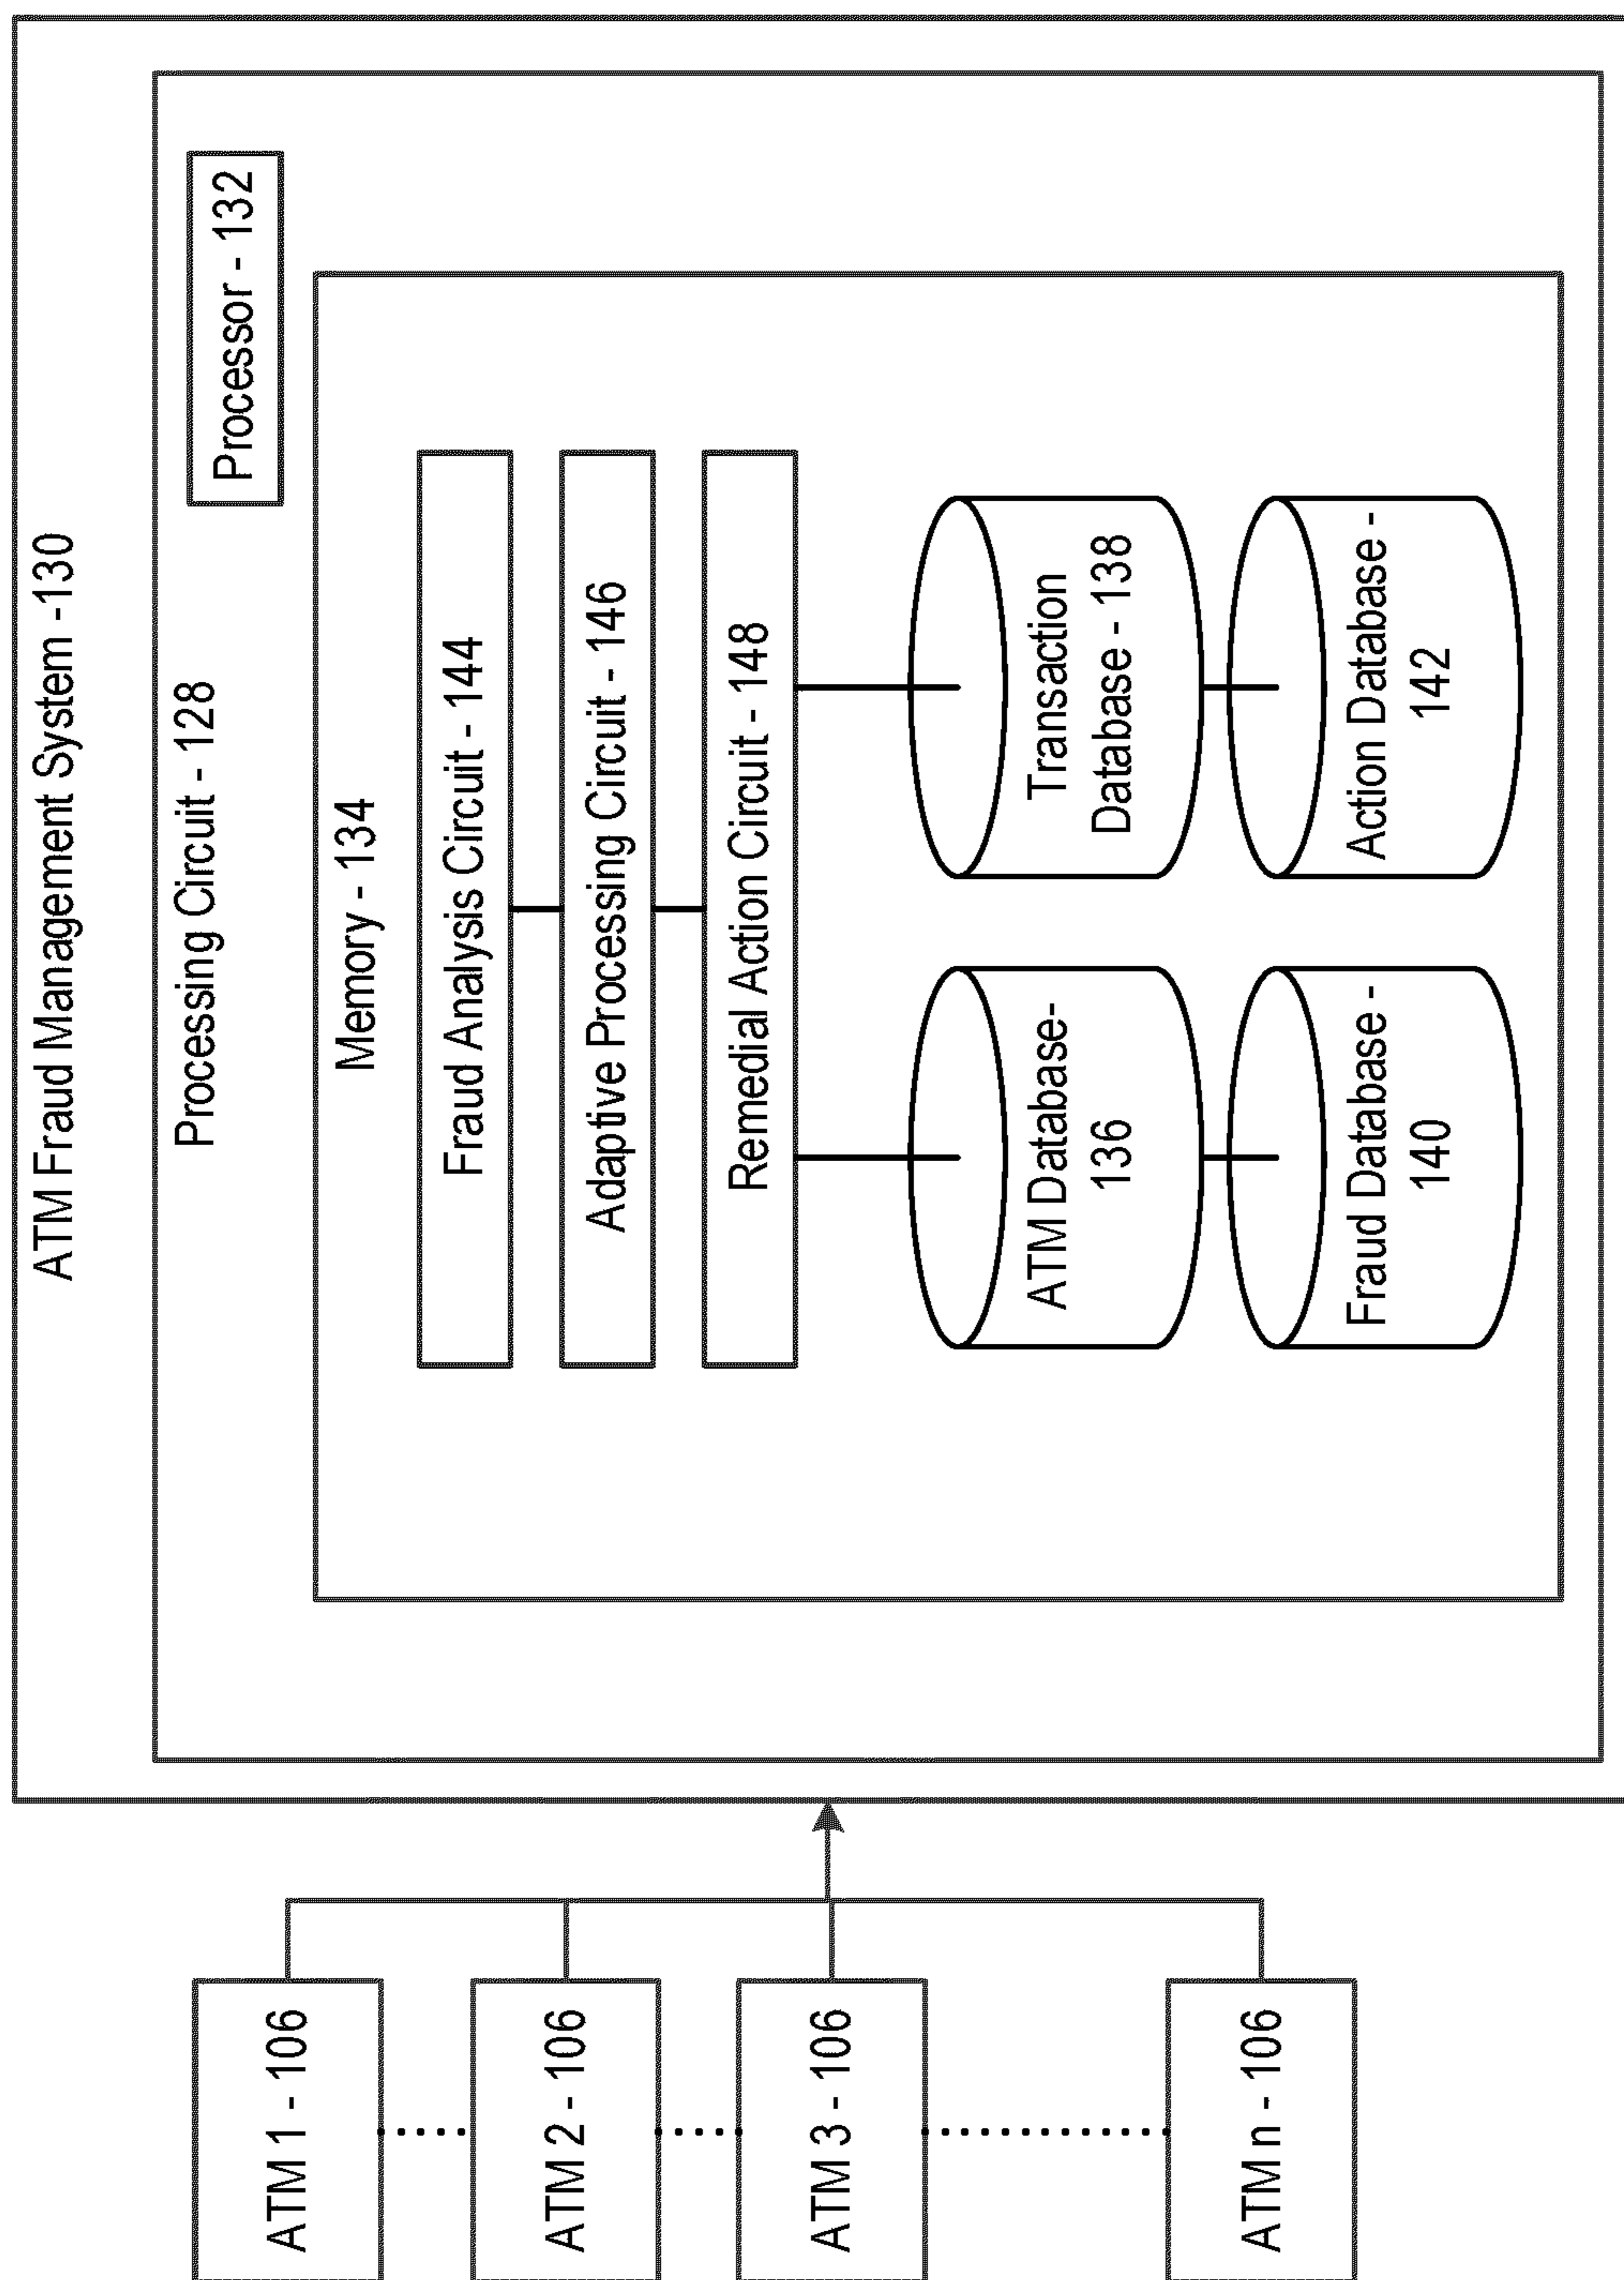 ATM Fraud Management System -130
Processing Circuit - 128
Processor - 132
Memory - 134
Fraud Analysis Circuit - 144
Adaptive Processing Circuit - 146
Remedial Action Circuit - 148
ATM Database-
136
Transaction
Database - 138
Fraud Database -
140
Action Database -
142
ATM 1 - 106
ATM 2 - 106
ATM 3 - 106
ATM n - 106